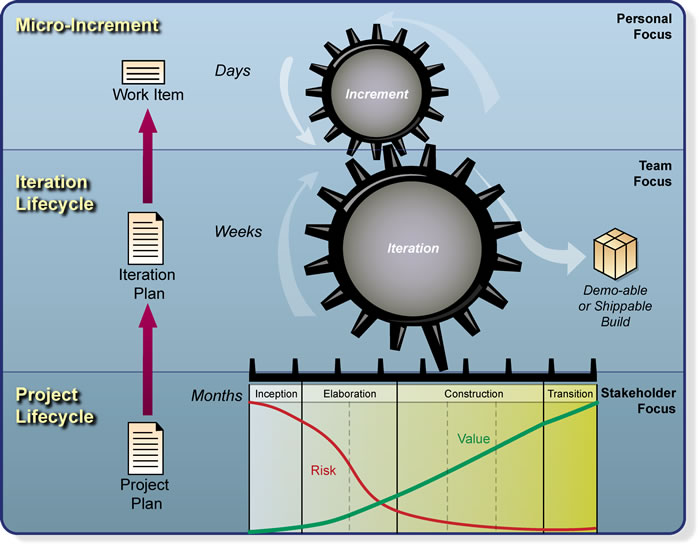 Micro-Increment
Personal
Focus
Days
Work Item
Increment
Iteration
Lifecycle
Team
Focus
Weeks
Iteration
Iteration
Plan
Demo-able
or Shippable
Build
Project
Lifecycle
Months
Inception
Elaboration
Construction
Transition
Stakeholder
Focus
Value
Risk
Project
Plan